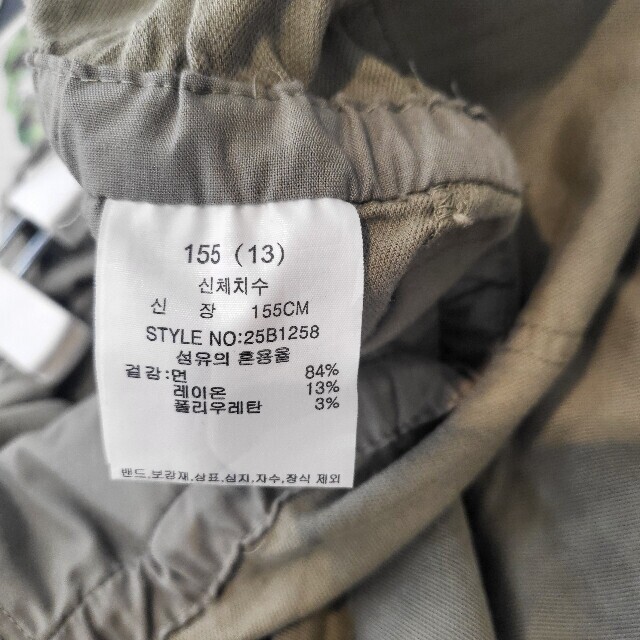 155 (13)
신체치수
신 장 155CM
STYLE NO:25B1258
섬유의 혼용율
겉감:면 84%
레이온 13%
폴리우레탄 3%
밴드,보강재,상표,심지,자수,장식 제외